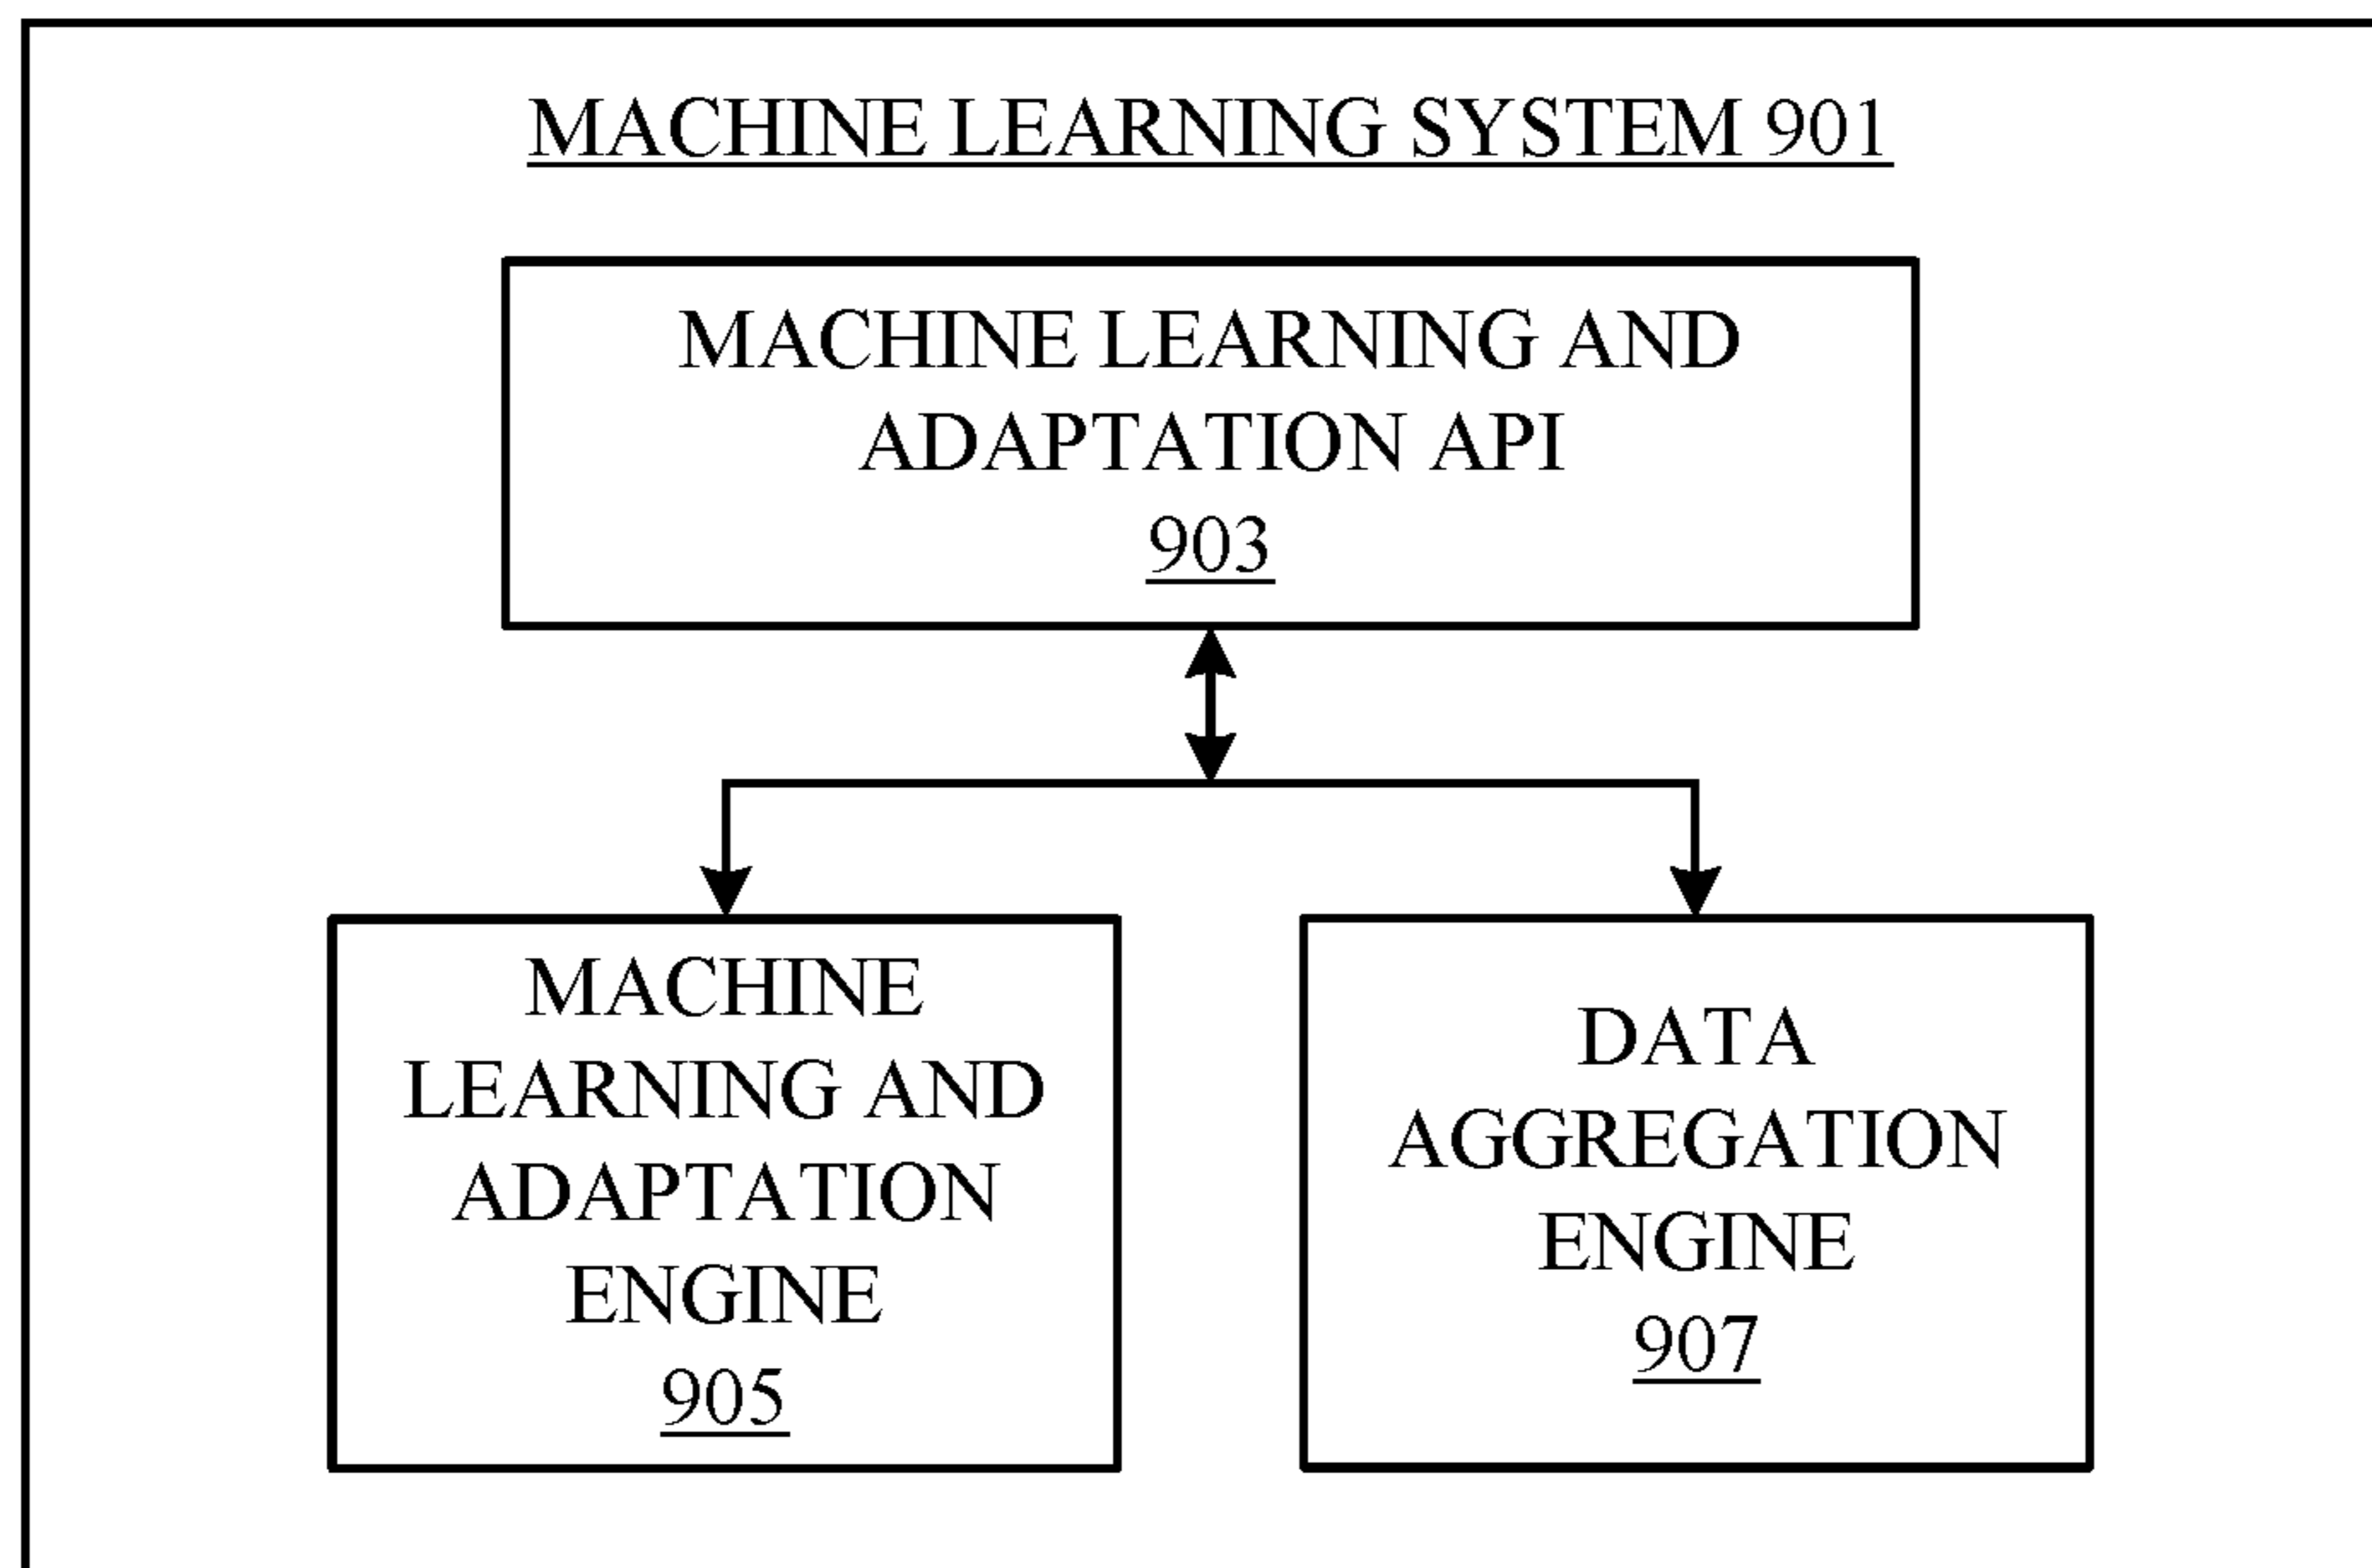 MACHINE LEARNING SYSTEM 901
MACHINE LEARNING AND
ADAPTATION API
903
MACHINE
LEARNING AND
ADAPTATION
ENGINE
905
DATA
AGGREGATION
ENGINE
907